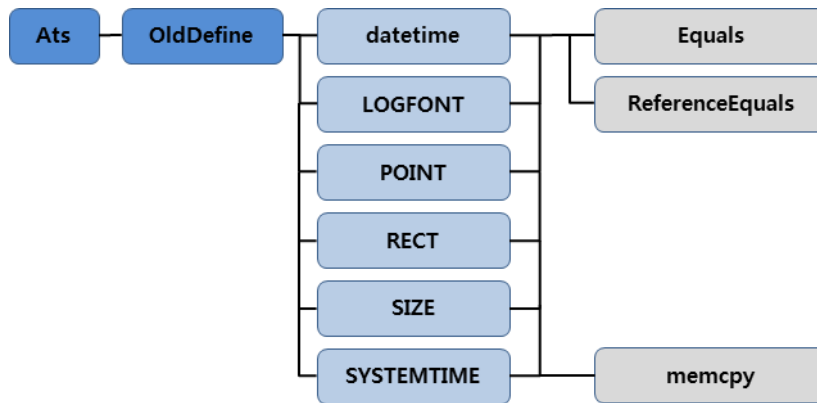 Ats
OldDefine
datetime
Equals
LOGFONT
ReferenceEquals
POINT
RECT
SIZE
SYSTEMTIME
memcpy